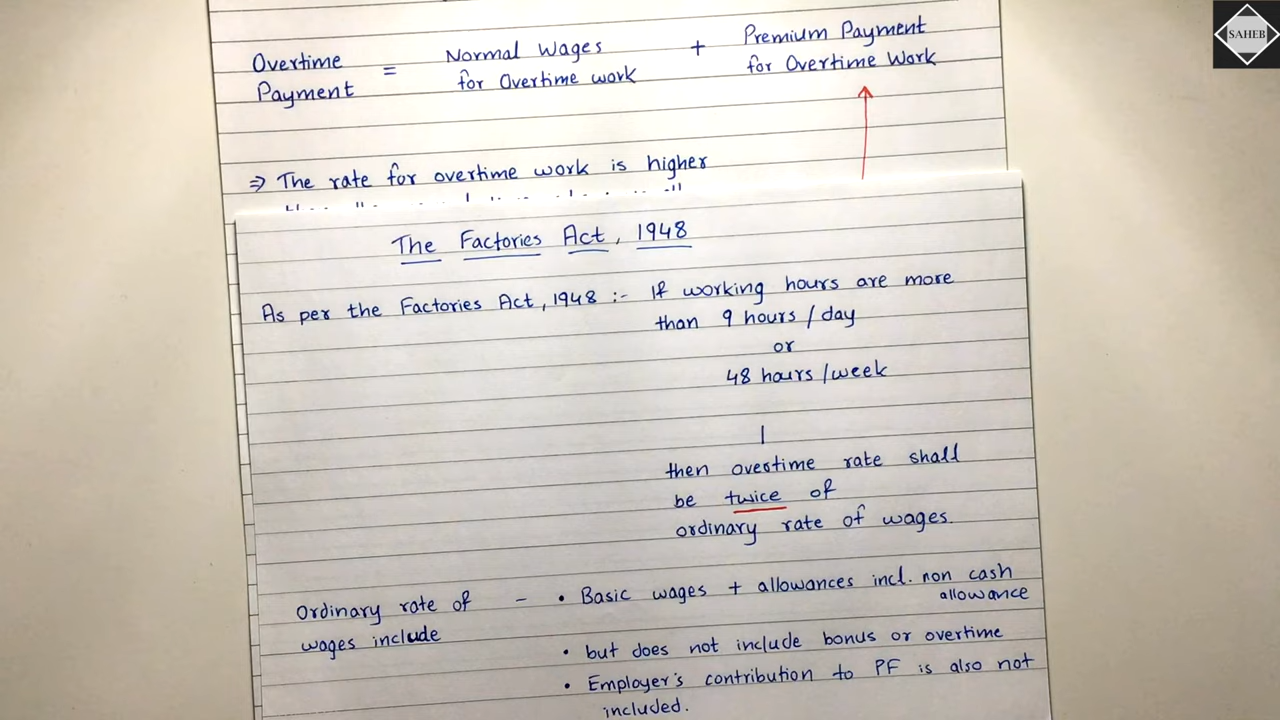 SAHEB
Overtime Payment = Normal Wages for Overtime work + Premium Payment for Overtime Work
⇒ The rate for overtime work is higher
The Factories Act, 1948
As per the Factories Act, 1948 :- If working hours are more
than 9 hours / day
or
48 hours / week
then overtime rate shall
be twice of
ordinary rate of wages.
Ordinary rate of wages include - • Basic wages + allowances incl. non cash allowance
• but does not include bonus or overtime
• Employer's contribution to PF is also not
included.